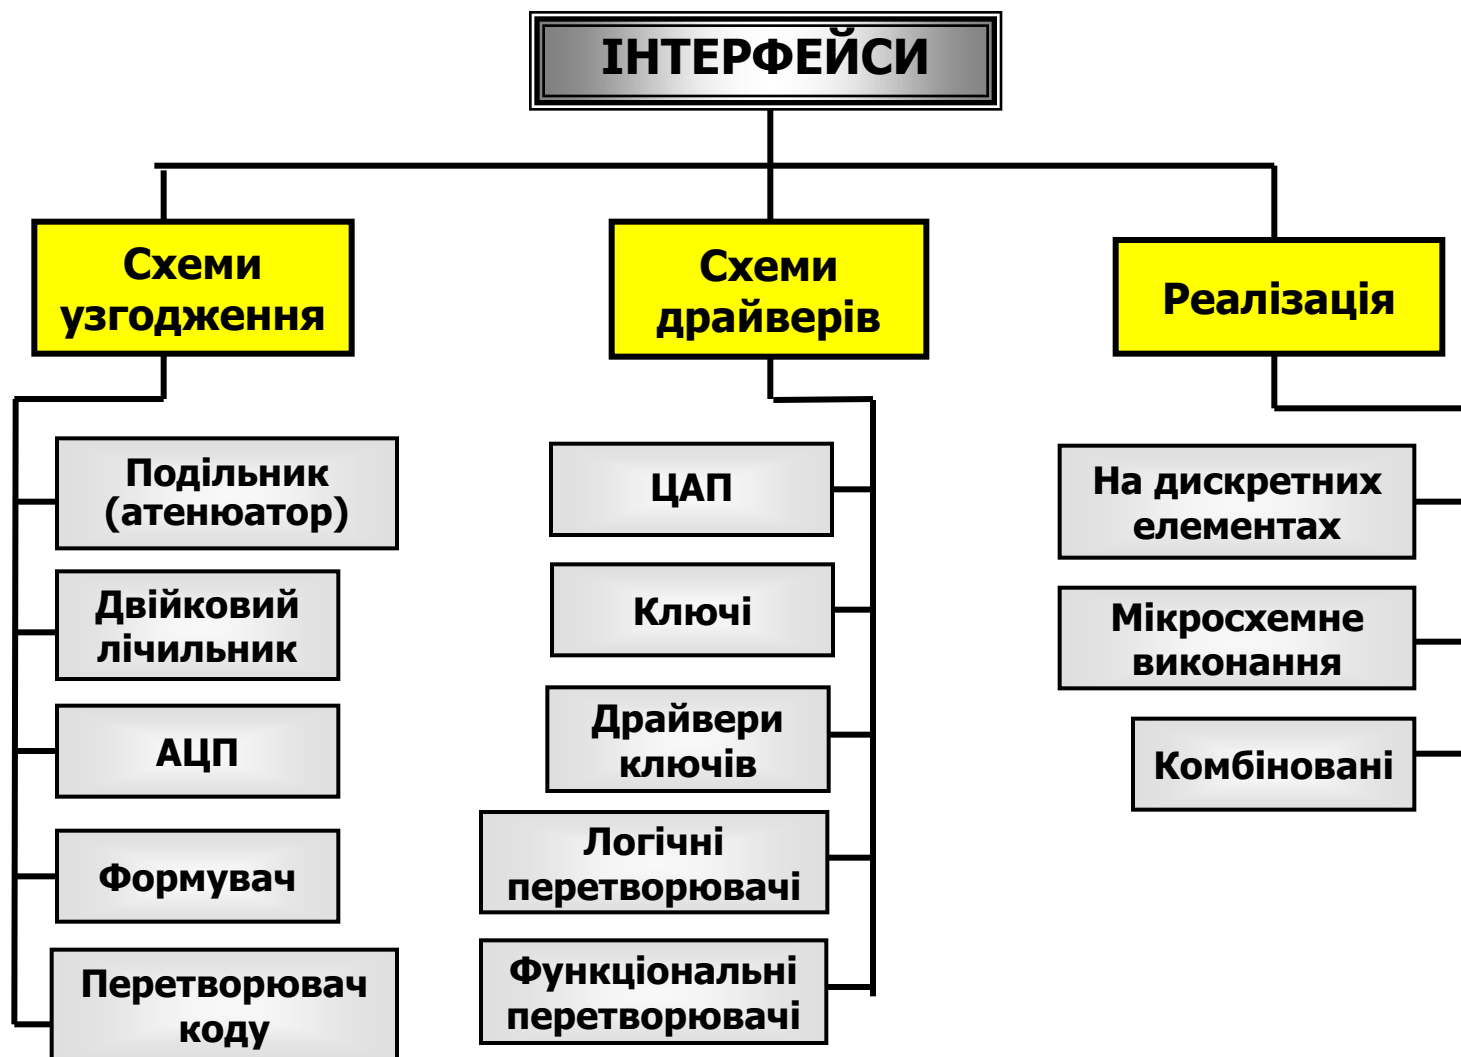 ІНТЕРФЕЙСИ
Схеми
узгодження
Подільник
(атенюатор)
Двійковий
лічильник
АЦП
Формувач
Перетворювач
коду
Схеми
драйверів
ЦАП
Ключі
Драйвери
ключів
Логічні
перетворювачі
Функціональні
перетворювачі
Реалізація
На дискретних
елементах
Мікросхемне
виконання
Комбіновані